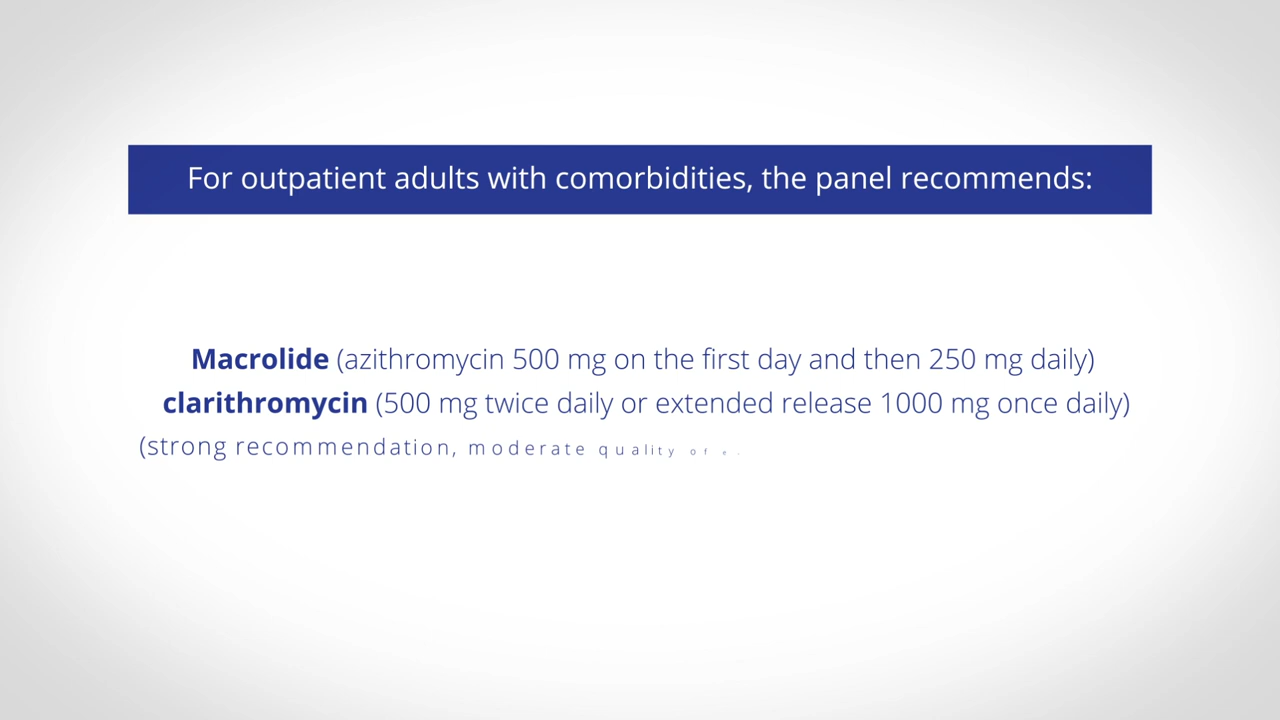 For outpatient adults with comorbidities, the panel recommends:
Macrolide (azithromycin 500 mg on the first day and then 250 mg daily)
clarithromycin (500 mg twice daily or extended release 1000 mg once daily)
(strong recommendation, moderate quality of